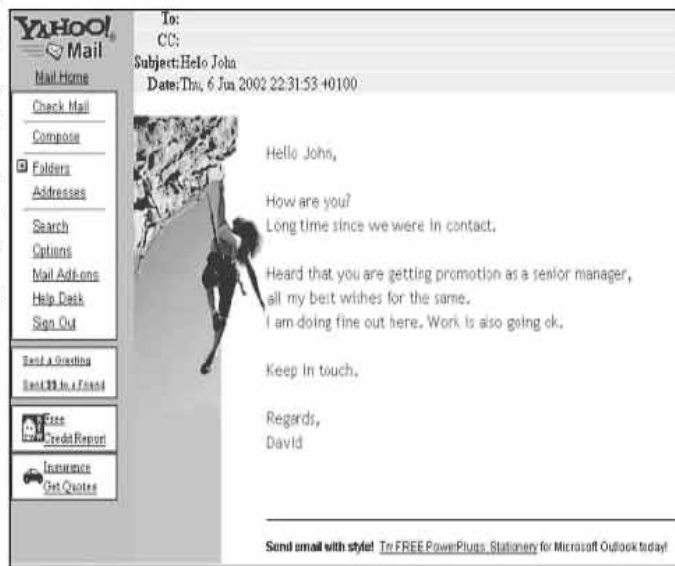 YAHOO!
Mail
Mail Home
Check Mail
Compose
Folders
Addresses
Search
Options
Mail Add-ons
Help Desk
Sign Out
Send a Greeting
Send $$ to a Friend
Free
Credit Report
Insurance
Get Quotes
To:
CC:
Subject:Hello John
Date:Thu, 6 Jun 2002 22:31:53 +0100
Hello John,
How are you?
Long time since we were in contact.
Heard that you are getting promotion as a senior manager,
all my best wishes for the same.
I am doing fine out here. Work is also going ok.
Keep in touch.
Regards,
David
Send email with style! Try FREE PowerPlugs: Stationery for Microsoft Outlook today!